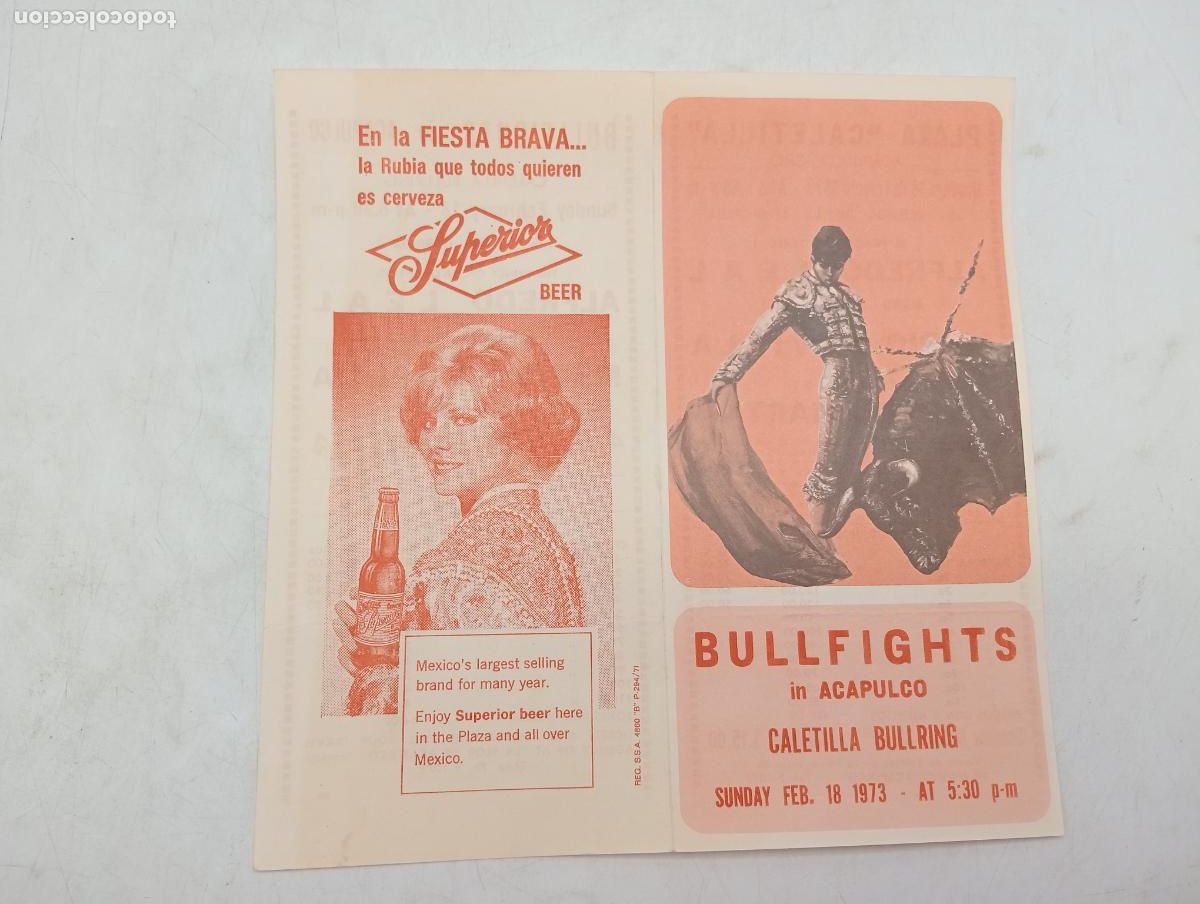 todocoleccion
En la FIESTA BRAVA...
la Rubia que todos quieren
es cerveza
Superior
BEER
Mexico's largest selling
brand for many year.
Enjoy Superior beer here
in the Plaza and all over
Mexico.
REG. S.S.A. 4860 "B" P-294/71
BULLFIGHTS
in ACAPULCO
CALETILLA BULLRING
SUNDAY FEB. 18 1973 - AT 5:30 p-m